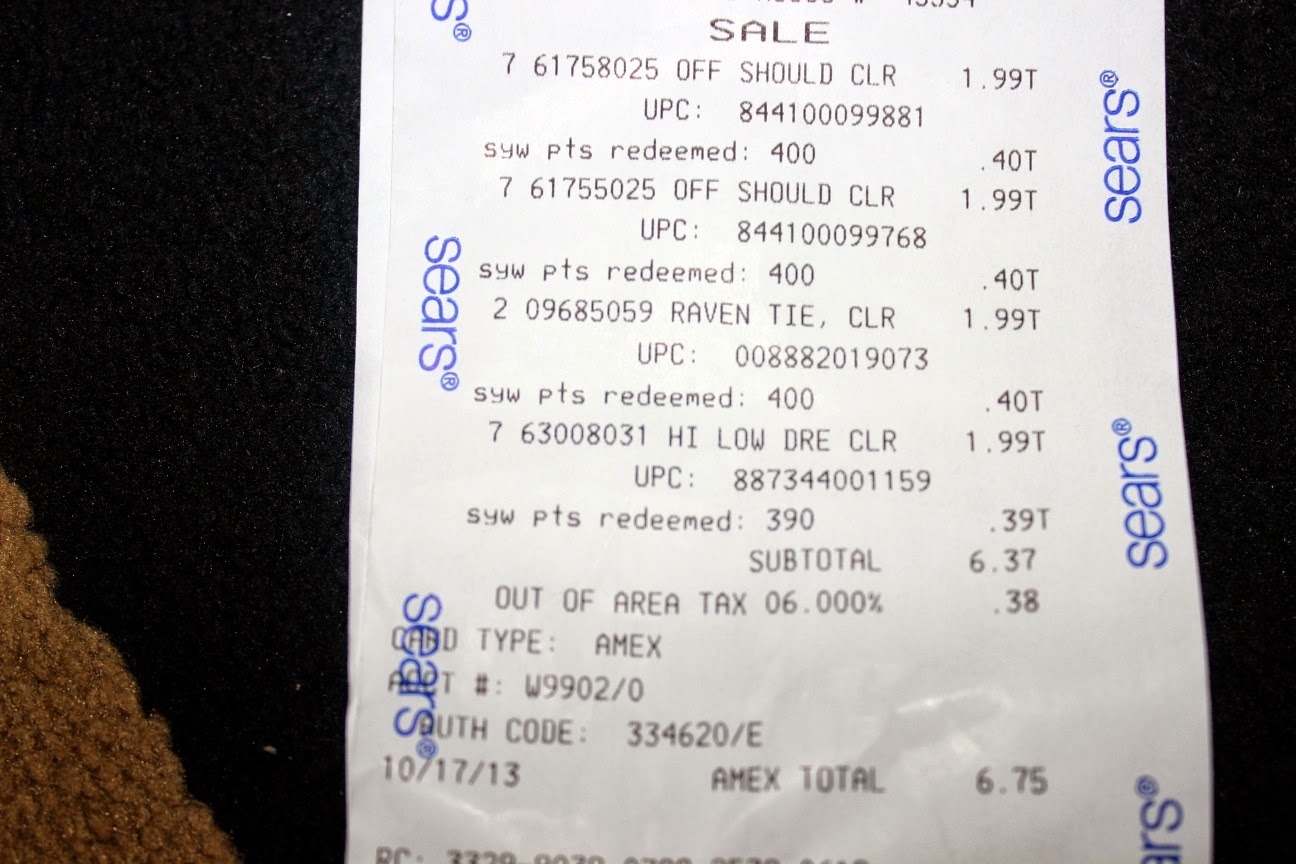 SALE
7 61758025 OFF SHOULD CLR 1.99T
UPC: 844100099881
syw pts redeemed: 400 .40T
7 61755025 OFF SHOULD CLR 1.99T
UPC: 844100099768
syw pts redeemed: 400 .40T
2 09685059 RAVEN TIE, CLR 1.99T
UPC: 008882019073
syw pts redeemed: 400 .40T
7 63008031 HI LOW DRE CLR 1.99T
UPC: 887344001159
syw pts redeemed: 390 .39T
SUBTOTAL 6.37
OUT OF AREA TAX 06.000% .38
CARD TYPE: AMEX
ACCT #: W9902/0
AUTH CODE: 334620/E
10/17/13 AMEX TOTAL 6.75
RC:
sears®
sears®
s®
sears®
sears®
ars®